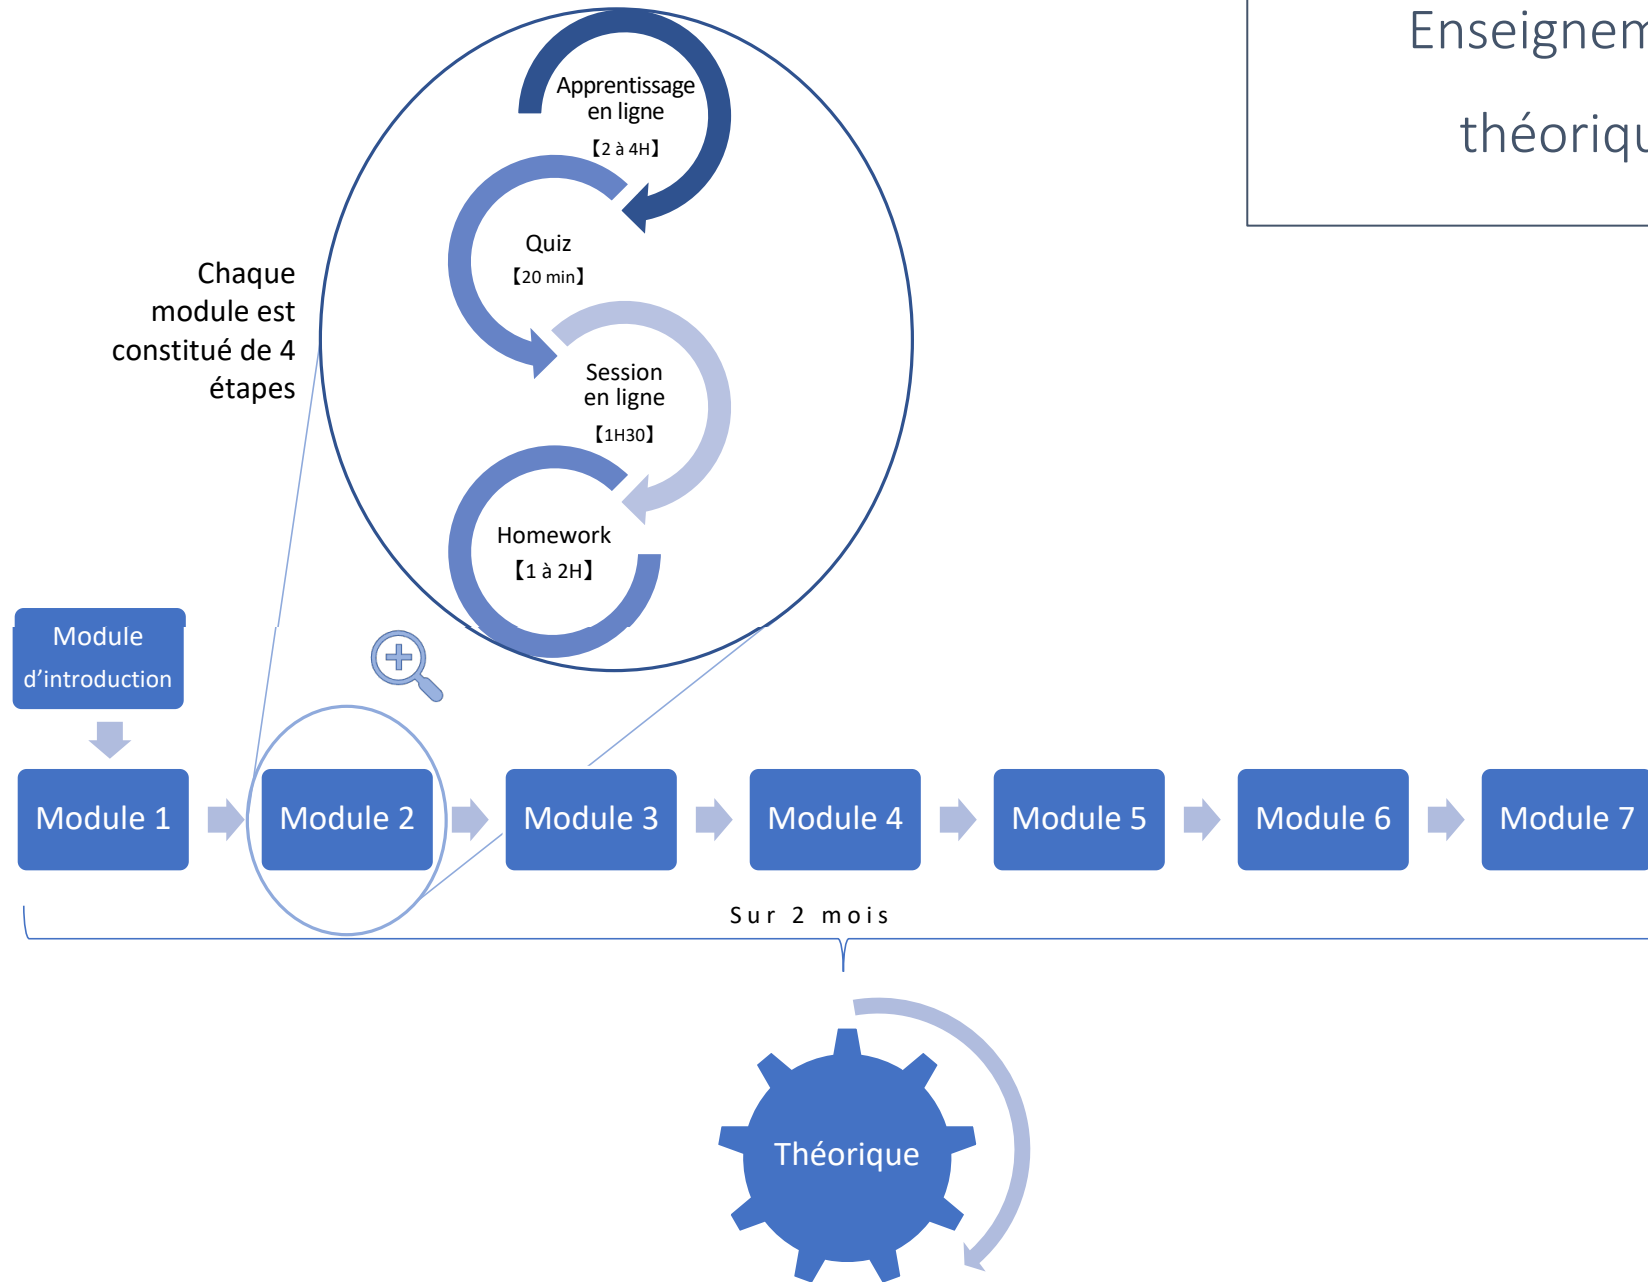 Apprentissage
en ligne
【2 à 4H】
Quiz
【20 min】
Session
en ligne
【1H30】
Homework
【1 à 2H】
Chaque
module est
constitué de 4
étapes
théoriqu
Module
d’introduction
Module 1
Module 2
Module 3
Module 4
Module 5
Module 6
Module 7
Sur 2 mois
Théorique